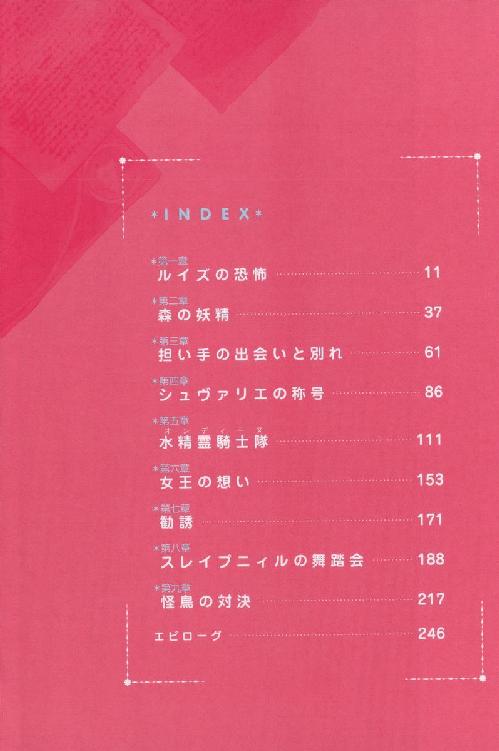 *INDEX*
*第一章
ルイズの恐怖 11
*第二章
森の妖精 37
*第三章
担い手の出会いと別れ 61
*第四章
シュヴァリエの称号 86
*第五章
オンディーヌ
水精霊騎士隊 111
*第六章
女王の想い 153
*第七章
勧誘 171
*第八章
スレイプニィルの舞踏会 188
*第九章
怪鳥の対決 217
エピローグ 246